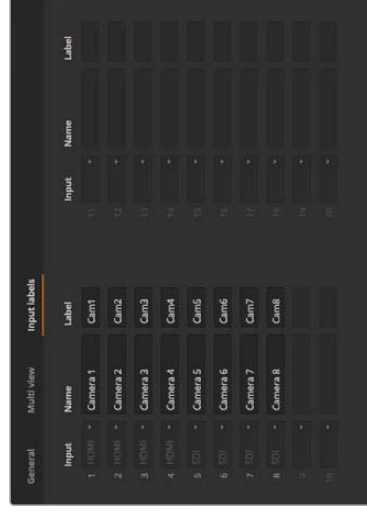 General Multi view Input labels
Input Name Label Input Name Label
1 HDMI Camera 1 Cam1 11
2 HDMI Camera 2 Cam2 12
3 HDMI Camera 3 Cam3 13
4 HDMI Camera 4 Cam4 14
5 SDI Camera 5 Cam5 15
6 SDI Camera 6 Cam6 16
7 SDI Camera 7 Cam7 17
8 SDI Camera 8 Cam8 18
9 19
10 20